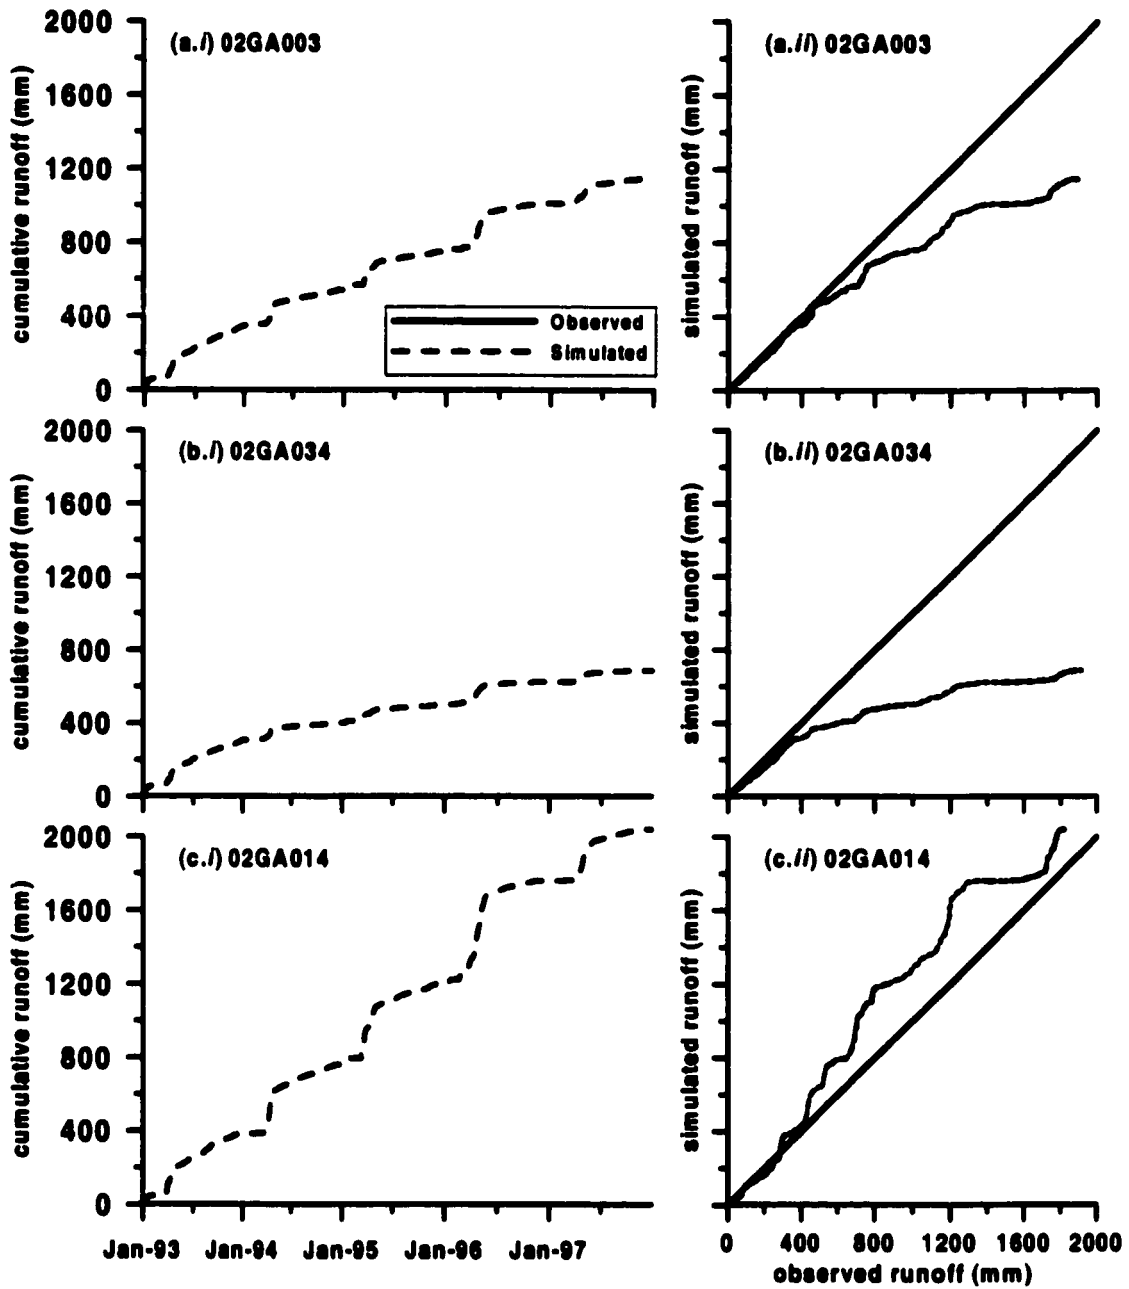 (a.i) 02GA003
cumulative runoff (mm)
2000
1600
1200
800
400
0
Observed
Simulated
(a.ii) 02GA003
simulated runoff (mm)
(b.i) 02GA034
cumulative runoff (mm)
2000
1600
1200
800
400
0
(b.ii) 02GA034
simulated runoff (mm)
(c.i) 02GA014
cumulative runoff (mm)
2000
1600
1200
800
400
0
Jan-93 Jan-94 Jan-95 Jan-96 Jan-97
(c.ii) 02GA014
simulated runoff (mm)
0 400 800 1200 1600 2000
observed runoff (mm)